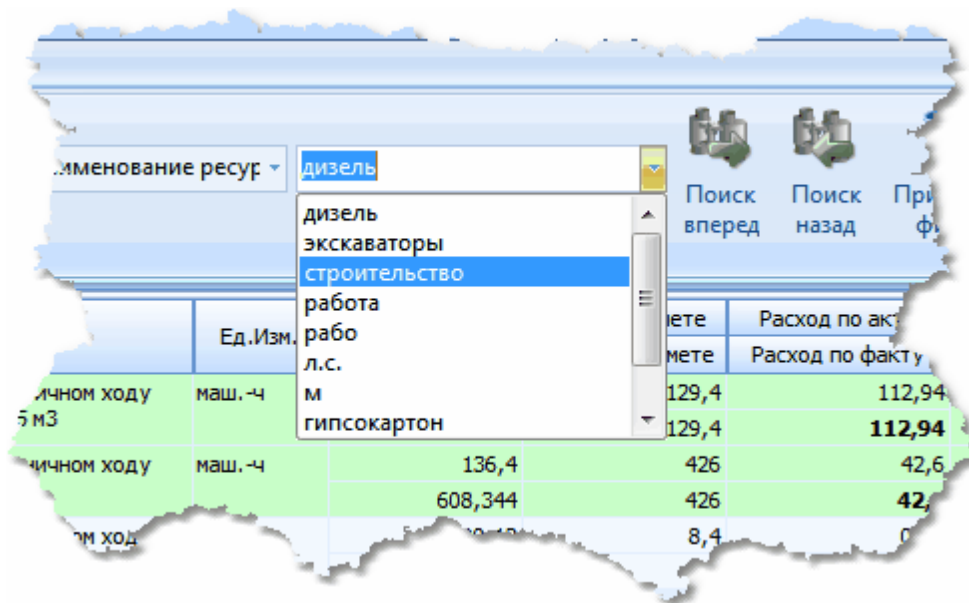 именование ресур
дизель
Поиск
вперед
Поиск
назад
дизель
экскаваторы
строительство
работа
рабо
л.с.
м
гипсокартон
Ед.Изм.
мете
Расход по акт
мете
Расход по факту
ичном ходу
5 м3
маш.-ч
129,4
112,94
129,4
112,94
ичном ходу
маш.-ч
136,4
426
42,6
608,344
426
42,
ом ход
8,4